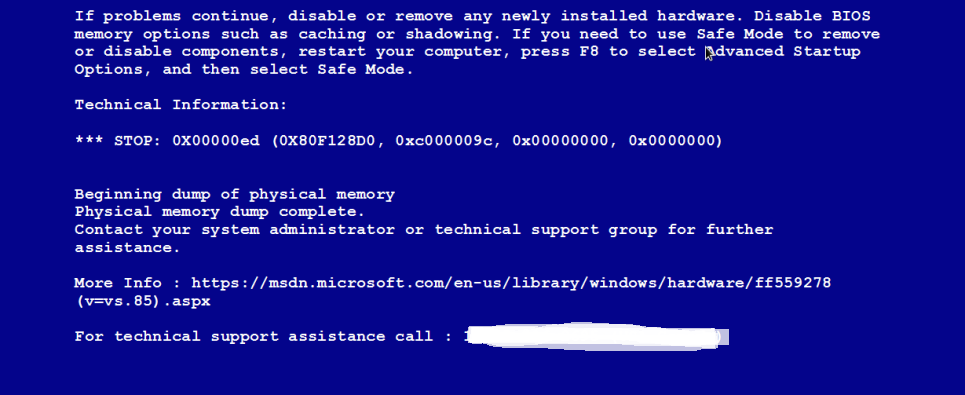 If problems continue, disable or remove any newly installed hardware. Disable BIOS
memory options such as caching or shadowing. If you need to use Safe Mode to remove
or disable components, restart your computer, press F8 to select Advanced Startup
Options, and then select Safe Mode.
Technical Information:
*** STOP: 0X00000ed (0X80F128D0, 0xc000009c, 0x00000000, 0x0000000)
Beginning dump of physical memory
Physical memory dump complete.
Contact your system administrator or technical support group for further
assistance.
More Info : https://msdn.microsoft.com/en-us/library/windows/hardware/ff559278
(v=vs.85).aspx
For technical support assistance call :